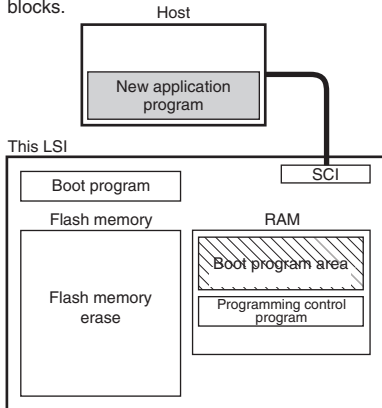 blocks.
Host
New application
program
This LSI
SCI
Boot program
Flash memory
RAM
Boot program area
Flash memory
erase
Programming control
program